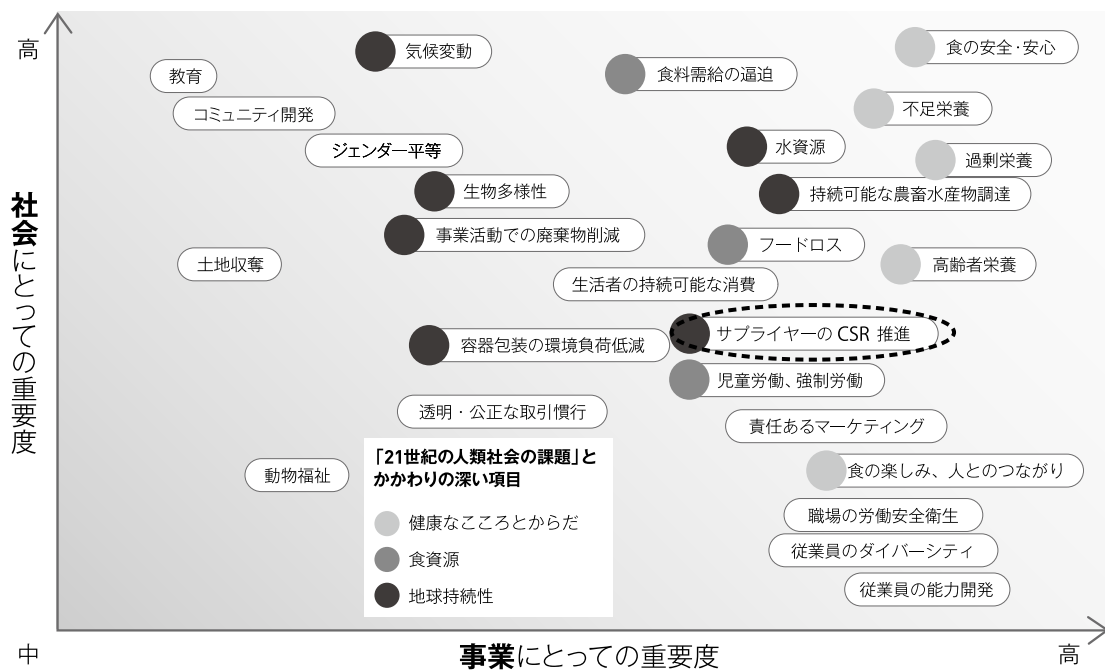 高
気候変動
食の安全・安心
教育
食料需給の逼迫
コミュニティ開発
不足栄養
ジェンダー平等
水資源
過剰栄養
生物多様性
持続可能な農畜水産物調達
事業活動での廃棄物削減
フードロス
土地収奪
高齢者栄養
生活者の持続可能な消費
サプライヤーのCSR 推進
容器包装の環境負荷低減
児童労働、強制労働
透明・公正な取引慣行
責任あるマーケティング
動物福祉
食の楽しみ、人とのつながり
職場の労働安全衛生
従業員のダイバーシティ
従業員の能力開発
「21世紀の人類社会の課題」と
かかわりの深い項目
健康なこころとからだ
食資源
地球持続性
社会にとっての重要度
中
事業にとっての重要度
高